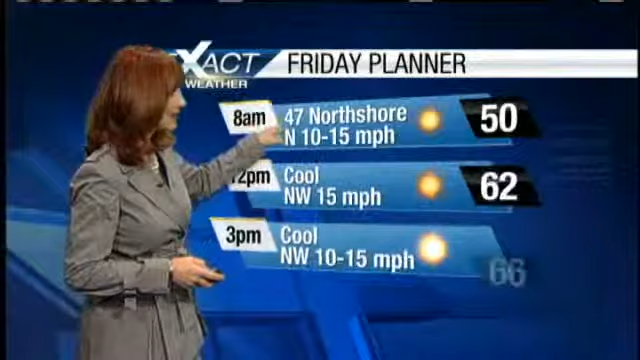 EXACT
WEATHER
FRIDAY PLANNER
8am
47 Northshore
N 10-15 mph
50
12pm
Cool
NW 15 mph
62
3pm
Cool
NW 10-15 mph
66